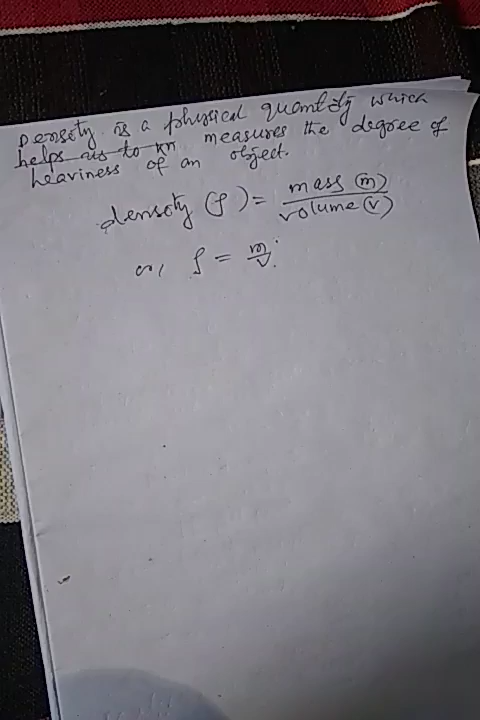 Density is a physical quantity which
helps us to kn measures the degree of
heaviness of an object.
density (ρ) = mass (m) / volume (v)
or, ρ = m / v.